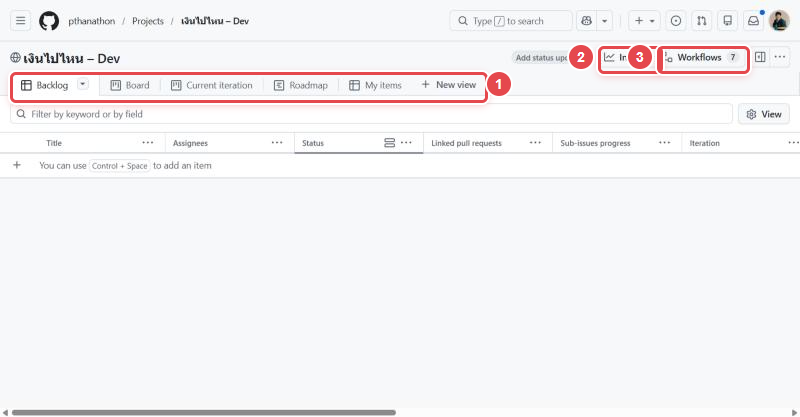 pthanathon / Projects / เงินไปไหน – Dev
Type / to search
เงินไปไหน – Dev
Add status
2
3
Workflows 7
Backlog
Board
Current iteration
Roadmap
My items
+ New view
1
Filter by keyword or by field
View
Title
Assignees
Status
Linked pull requests
Sub-issues progress
Iteration
+ You can use Control + Space to add an item